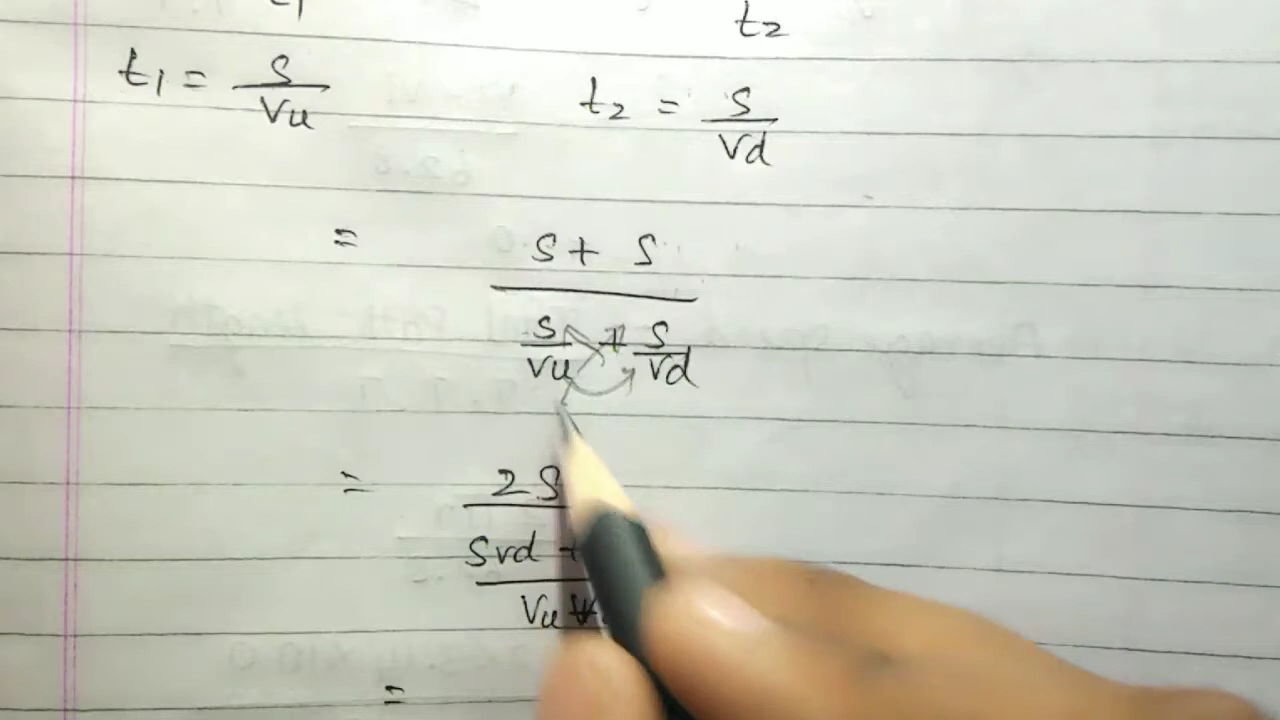 t₂
t₁ = S/Vu t₂ = S/Vd
= S + S
S/Vu + S/Vd
= 2S
Svd +
Vu
=